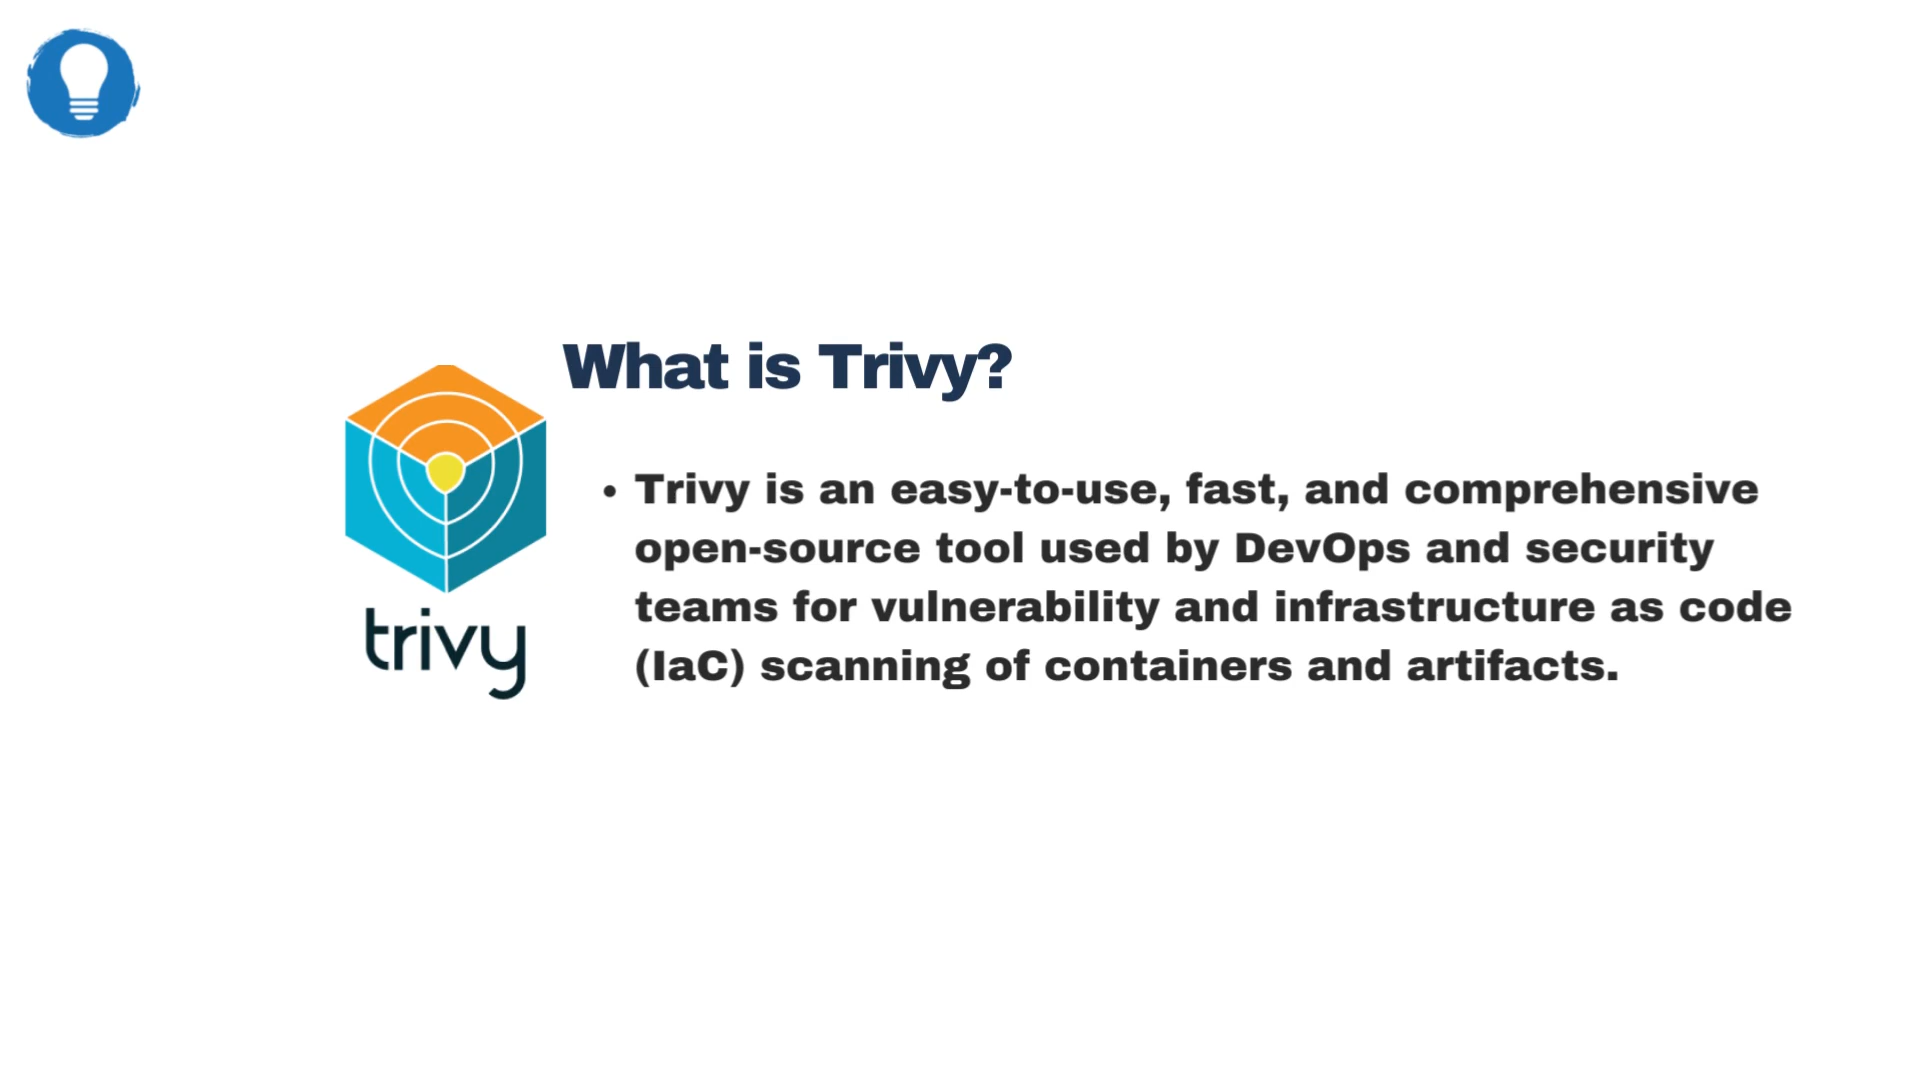 What is Trivy?
• Trivy is an easy-to-use, fast, and comprehensive
open-source tool used by DevOps and security
teams for vulnerability and infrastructure as code
(IaC) scanning of containers and artifacts.
trivy